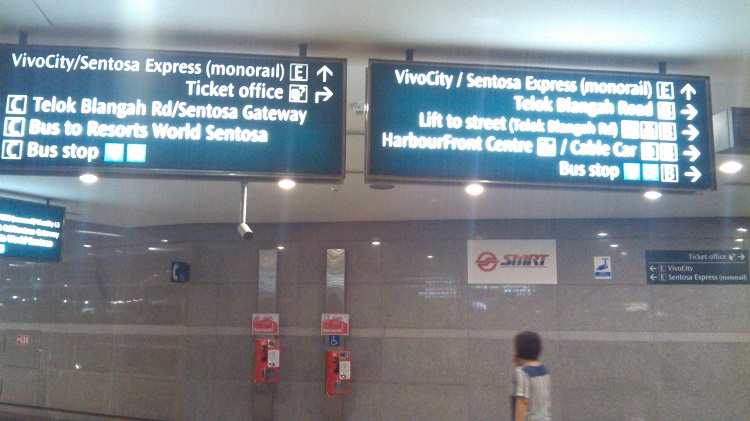 VivoCity/Sentosa Express (monorail) E
Ticket office
C Telok Blangah Rd/Sentosa Gateway
C Bus to Resorts World Sentosa
C Bus stop
VivoCity / Sentosa Express (monorail) E
Telok Blangah Road
Lift to street (Telok Blangah Rd) B
HarbourFront Centre / Cable Car B
Bus stop B
SMRT
Ticket office
E VivoCity
E Sentosa Express (monorail)